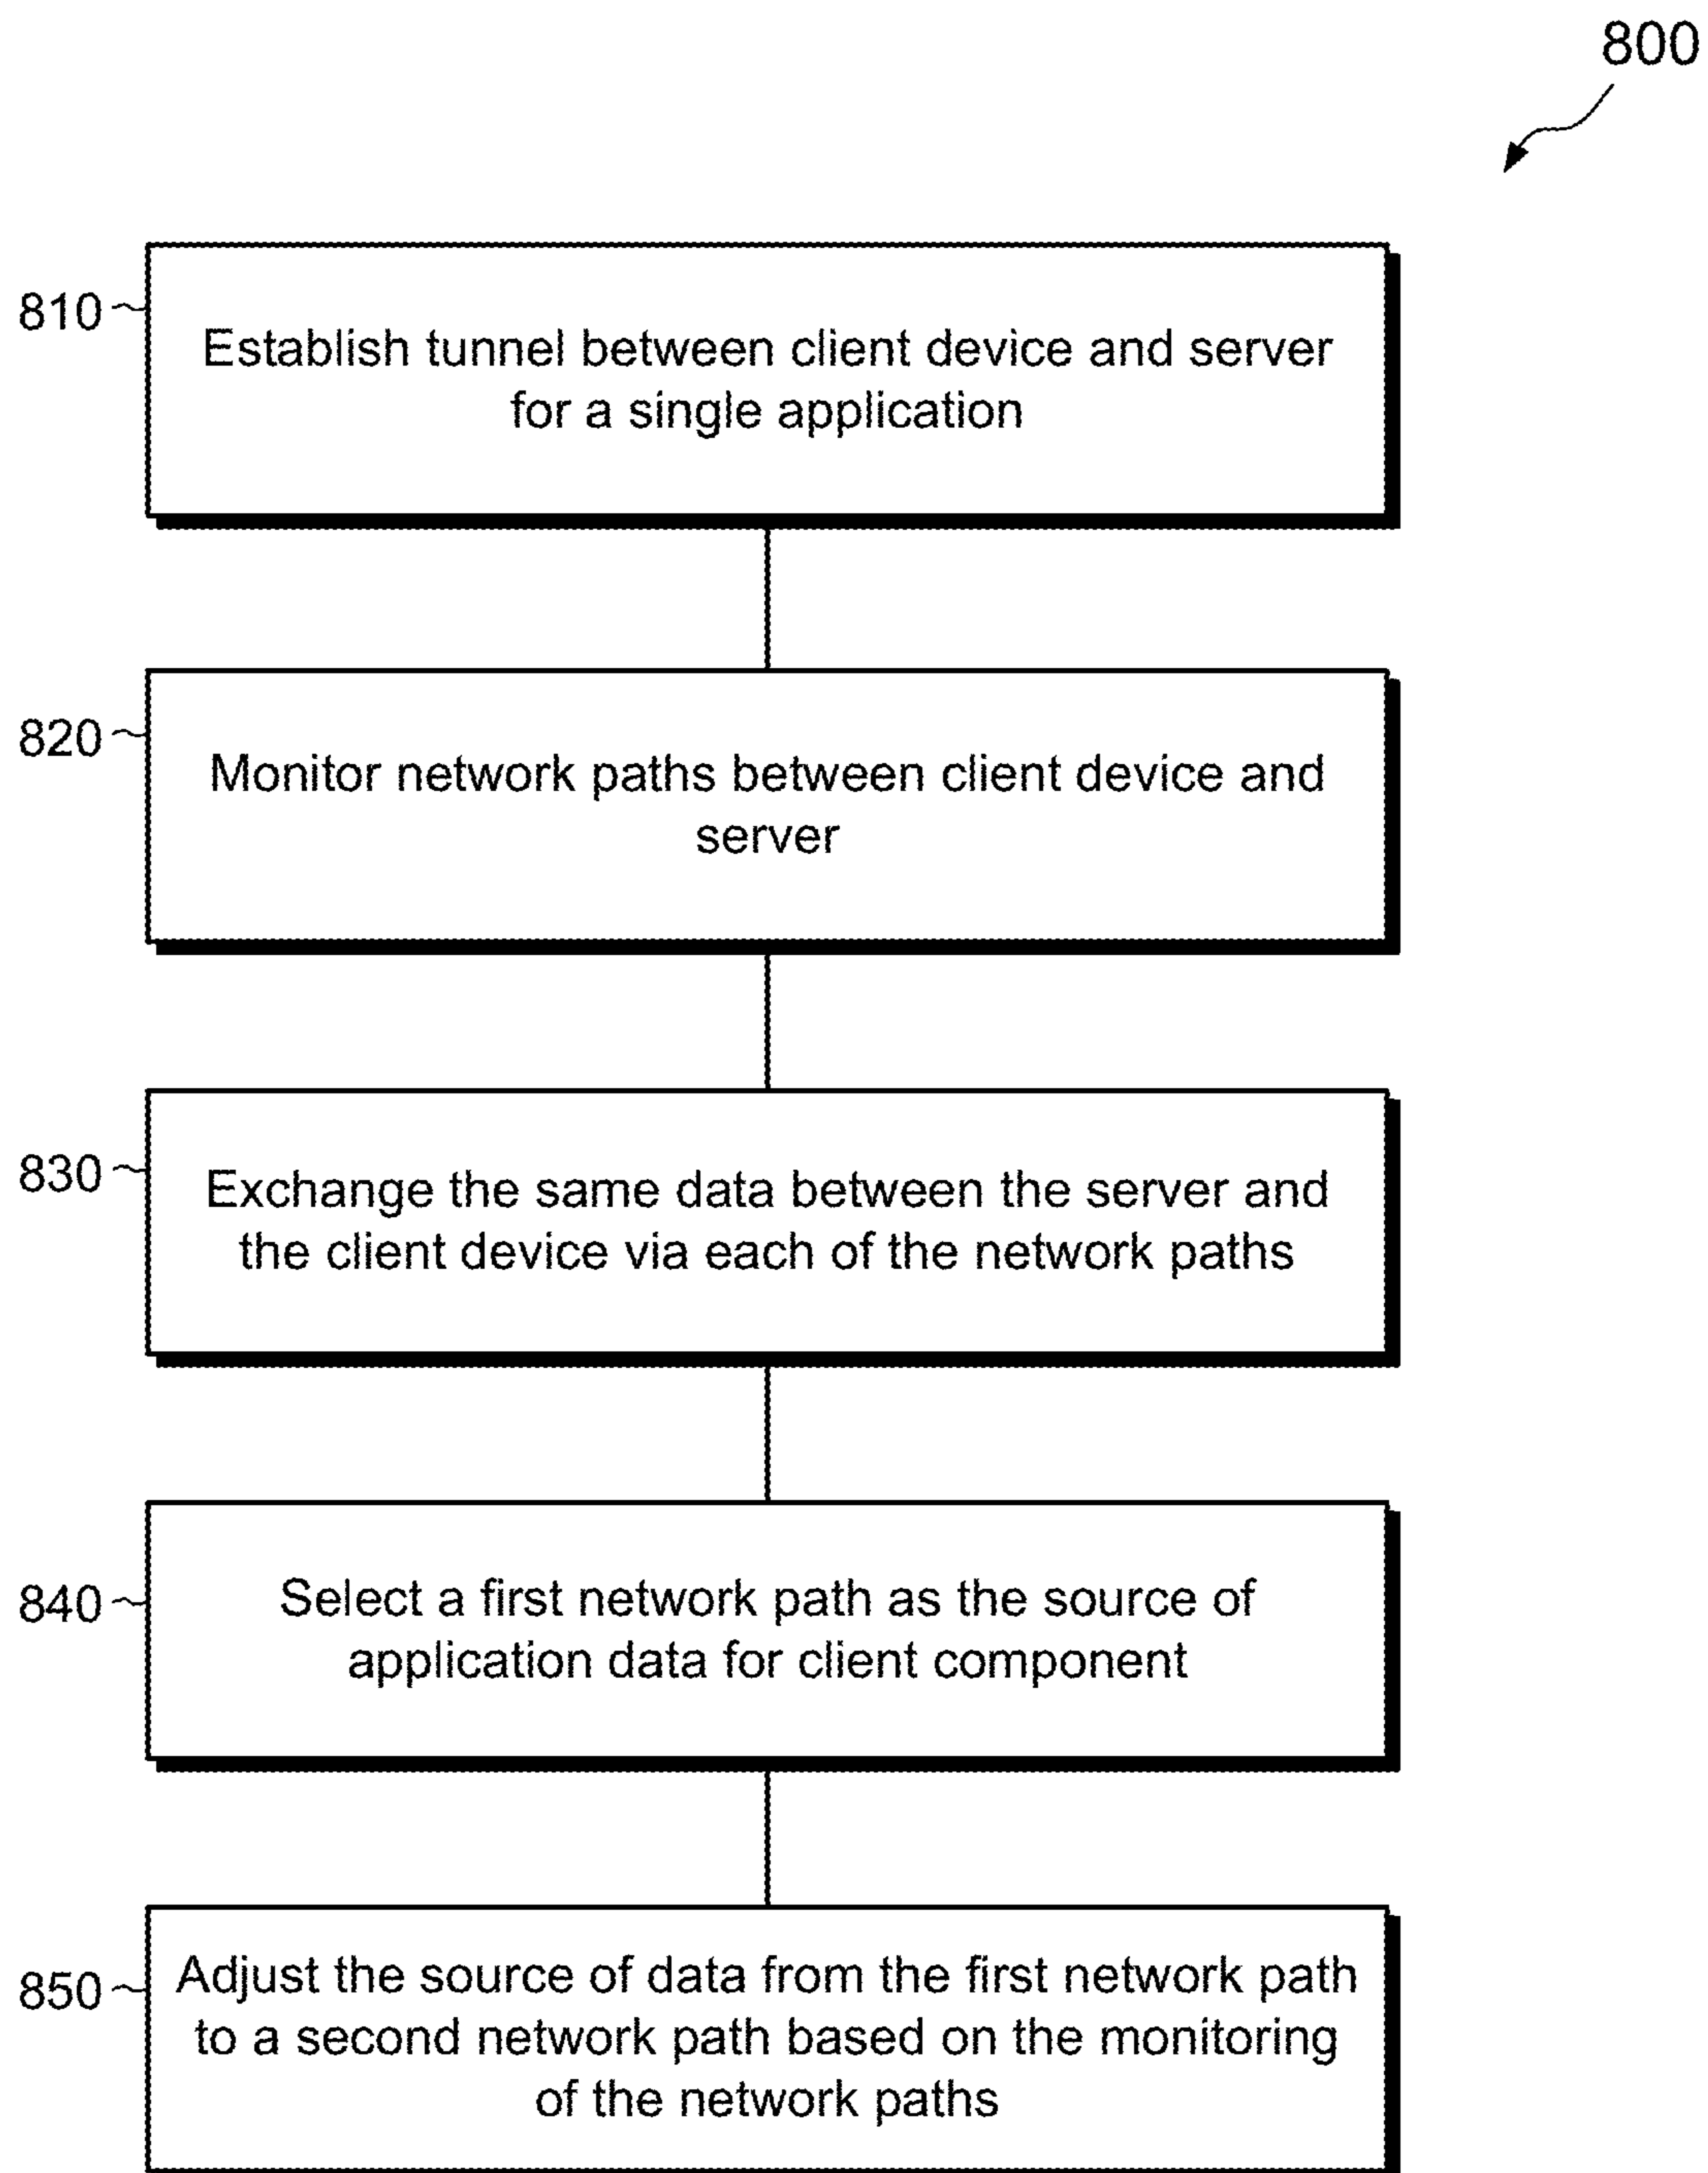 800
810
Establish tunnel between client device and server
for a single application
820
Monitor network paths between client device and
server
830
Exchange the same data between the server and
the client device via each of the network paths
840
Select a first network path as the source of
application data for client component
850
Adjust the source of data from the first network path
to a second network path based on the monitoring
of the network paths